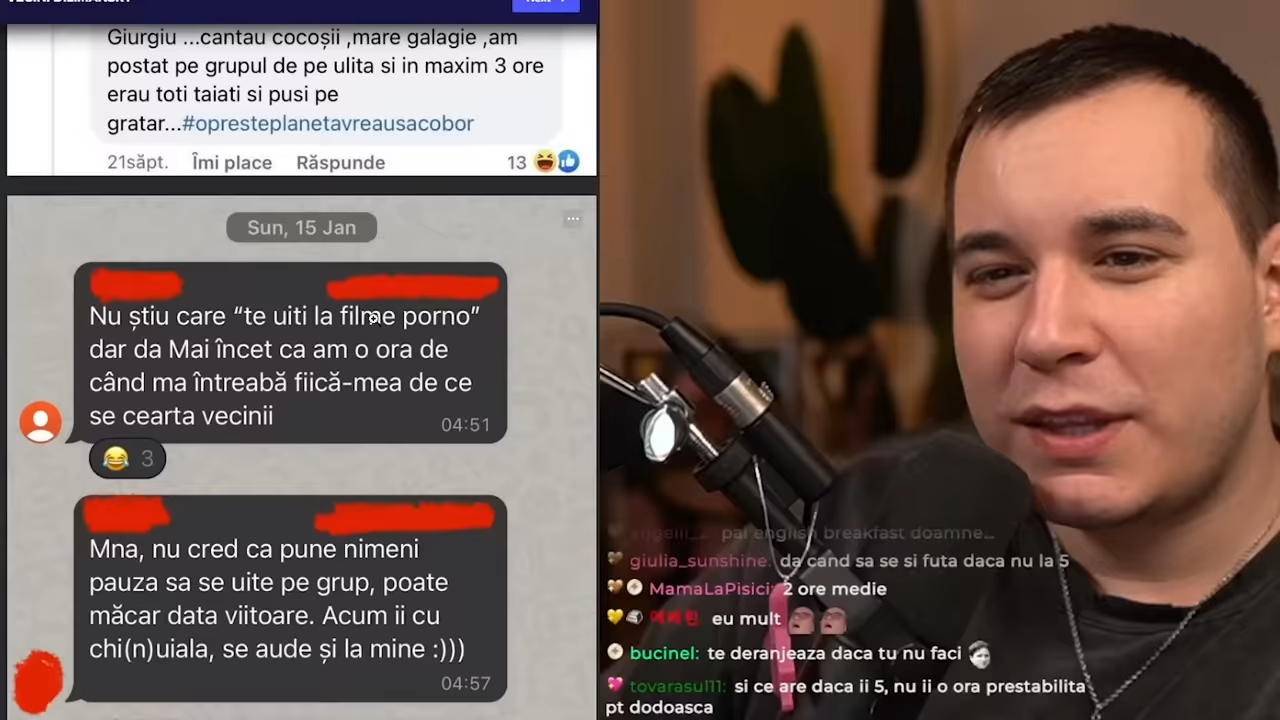 Giurgiu ...cantau cocoșii ,mare galagie ,am
postat pe grupul de pe ulita si in maxim 3 ore
erau toti taiati si pusi pe
gratar...#opresteplanetavreausacobor
21săpt. Îmi place Răspunde 13
Sun, 15 Jan
Nu știu care “te uiti la filme porno”
dar da Mai încet ca am o ora de
când ma întreabă fiică-mea de ce
se cearta vecinii
04:51
3
Mna, nu cred ca pune nimeni
pauza sa se uite pe grup, poate
măcar data viitoare. Acum ii cu
chi(n)uiala, se aude și la mine :)))
04:57
pai english breakfast doamne...
giulia_sunshine: da cand sa se si futa daca nu la 5
MamaLaPisici: 2 ore medie
eu mult
bucinel: te deranjeaza daca tu nu faci
tovarasul11: si ce are daca ii 5, nu ii o ora prestabilita
pt dodoasca